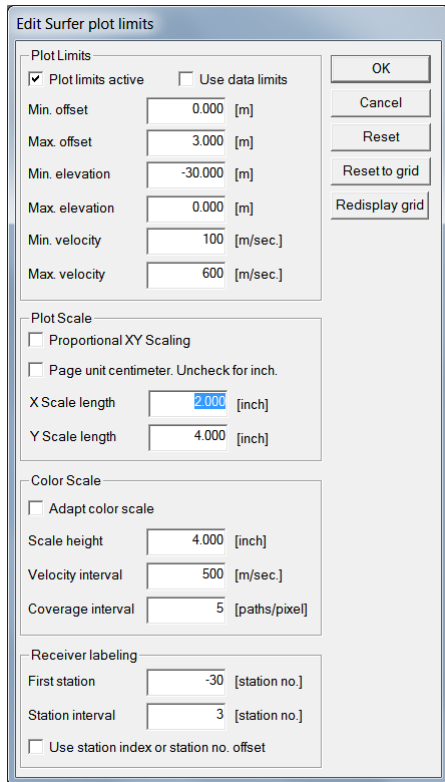 Edit Surfer plot limits
Plot Limits
Plot limits active Use data limits
Min. offset 0.000 [m]
Max. offset 3.000 [m]
Min. elevation -30.000 [m]
Max. elevation 0.000 [m]
Min. velocity 100 [m/sec.]
Max. velocity 600 [m/sec.]
OK
Cancel
Reset
Reset to grid
Redisplay grid
Plot Scale
Proportional XY Scaling
Page unit centimeter. Uncheck for inch.
X Scale length 2.000 [inch]
Y Scale length 4.000 [inch]
Color Scale
Adapt color scale
Scale height 4.000 [inch]
Velocity interval 500 [m/sec.]
Coverage interval 5 [paths/pixel]
Receiver labeling
First station -30 [station no.]
Station interval 3 [station no.]
Use station index or station no. offset